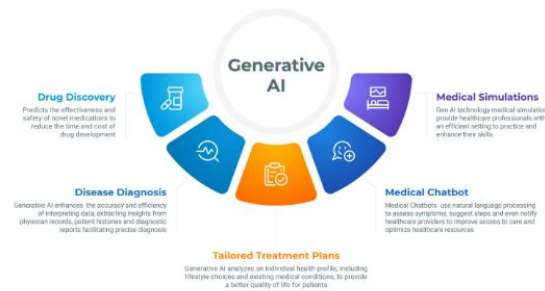 Generative
AI
Drug Discovery
Predicts the effectiveness and
safety of novel medications to
reduce the time and cost of
drug development
Medical Simulations
Gen AI technology medical simulation
provide healthcare professionals with
an efficient setting to practice and
enhance their skills
Disease Diagnosis
Generative AI enhances the accuracy and efficiency
of interpreting data, extracting insights from
physician records, patient histories and diagnostic
reports facilitating precise diagnosis
Medical Chatbot
Medical Chatbots use natural language processing
to assess symptoms, suggest steps and even notify
healthcare providers to improve access to care and
optimize healthcare resources
Tailored Treatment Plans
Generative AI analyzes an individual health profile, including
lifestyle choices and existing medical conditions, to provide
a better quality of life for patients